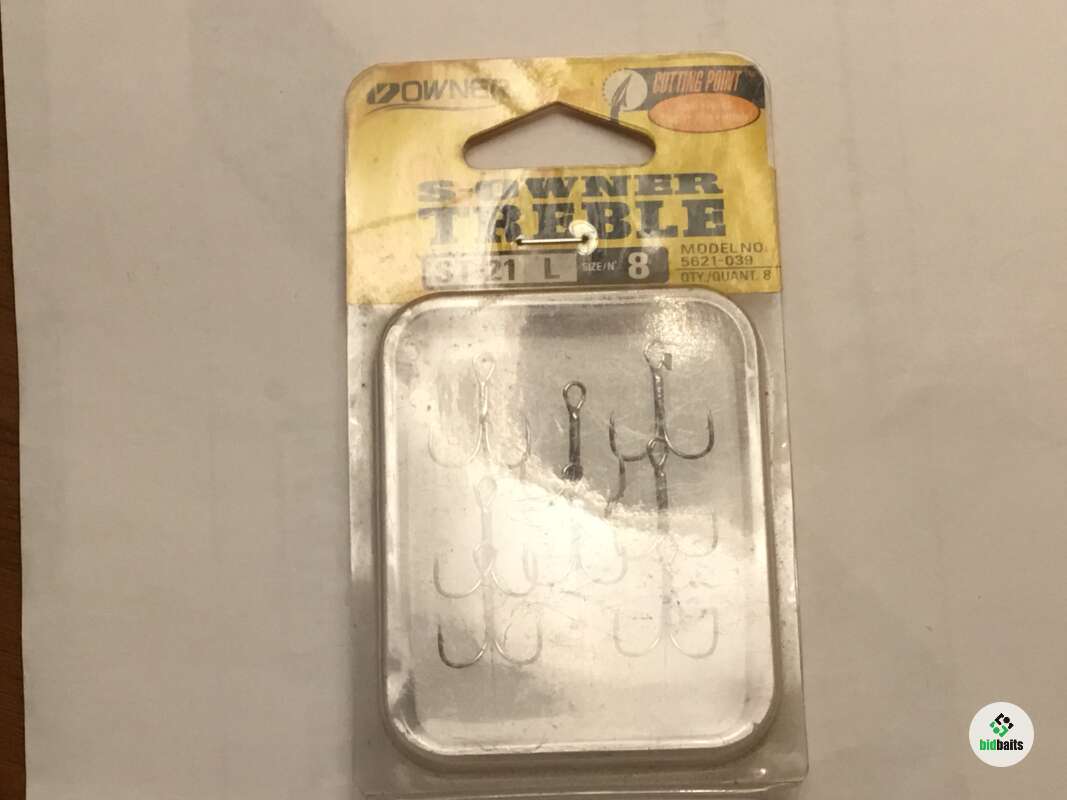 OWNER
CUTTING POINT
S-OWNER
TREBLE
ST-21 L SIZE/N° 8
MODEL NO.
5621-039
QTY/QUANT. 8
bidbaits